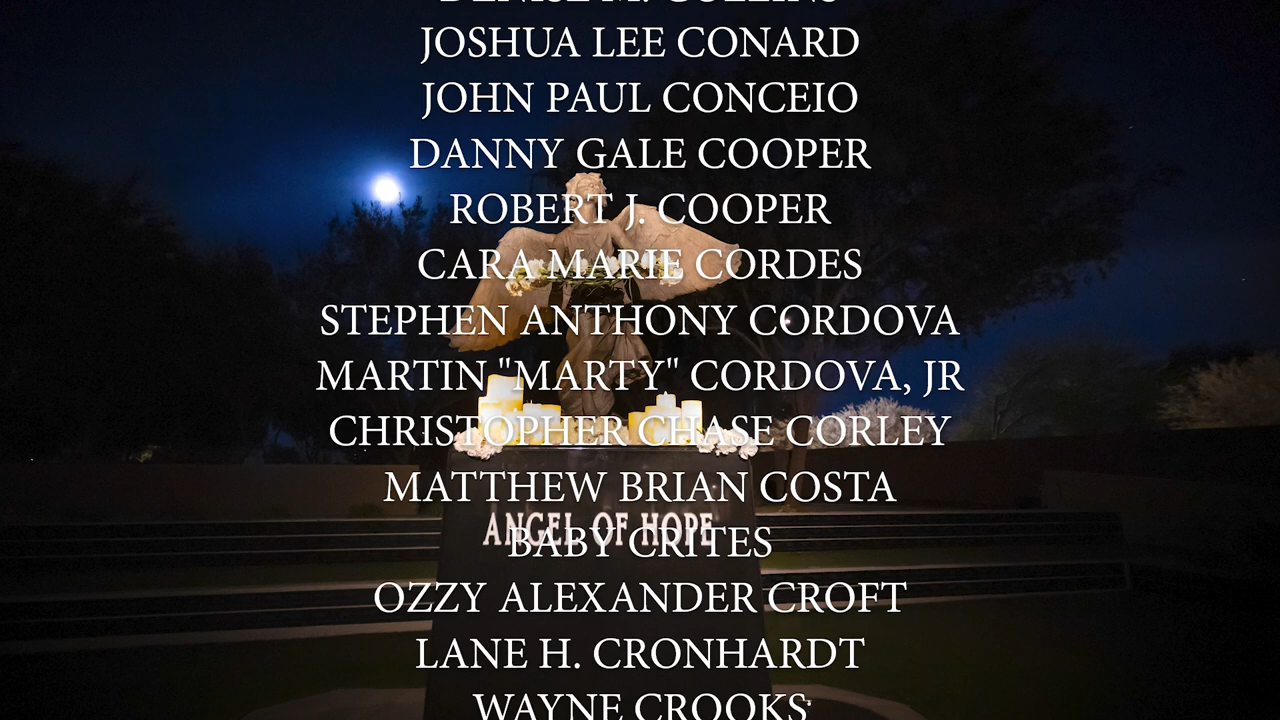 DENISE M. COLLINS
JOSHUA LEE CONARD
JOHN PAUL CONCEIO
DANNY GALE COOPER
ROBERT J. COOPER
CARA MARIE CORDES
STEPHEN ANTHONY CORDOVA
MARTIN "MARTY" CORDOVA, JR
CHRISTOPHER CHASE CORLEY
MATTHEW BRIAN COSTA
ANGEL OF HOPE
BABY CRITES
OZZY ALEXANDER CROFT
LANE H. CRONHARDT
WAYNE CROOKS